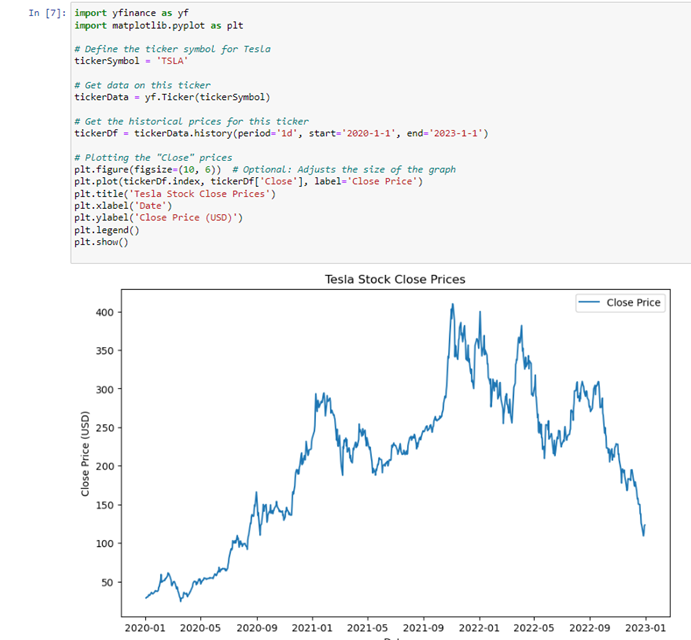 In [7]: import yfinance as yf
import matplotlib.pyplot as plt
# Define the ticker symbol for Tesla
tickerSymbol = 'TSLA'
# Get data on this ticker
tickerData = yf.Ticker(tickerSymbol)
# Get the historical prices for this ticker
tickerDf = tickerData.history(period='1d', start='2020-1-1', end='2023-1-1')
# Plotting the "Close" prices
plt.figure(figsize=(10, 6))  # Optional: Adjusts the size of the graph
plt.plot(tickerDf.index, tickerDf['Close'], label='Close Price')
plt.title('Tesla Stock Close Prices')
plt.xlabel('Date')
plt.ylabel('Close Price (USD)')
plt.legend()
plt.show()
Tesla Stock Close Prices
Close Price
400
350
300
250
200
150
100
50
Close Price (USD)
2020-01 2020-05 2020-09 2021-01 2021-05 2021-09 2022-01 2022-05 2022-09 2023-01